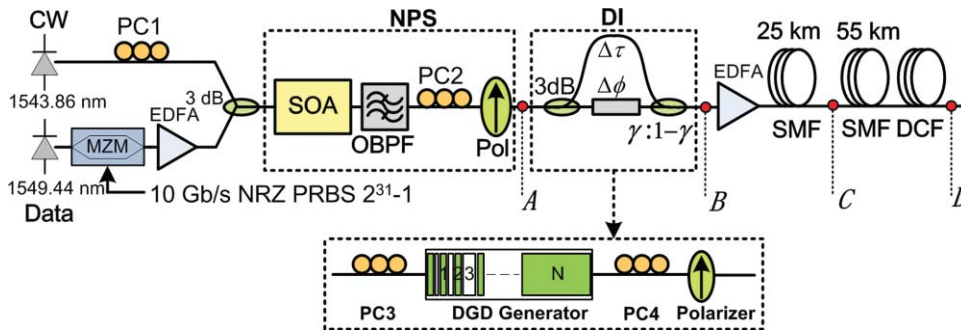 NPS
DI
25 km
55 km
CW
PC1
1543.86 nm
3 dB
EDFA
MZM
1549.44 nm
10 Gb/s NRZ PRBS 2³¹-1
Data
SOA
OBPF
PC2
Pol
A
3dB
Δτ
Δϕ
γ:1-γ
B
EDFA
SMF
C
SMF
DCF
D
PC3
1 2 3 N
DGD Generator
PC4
Polarizer